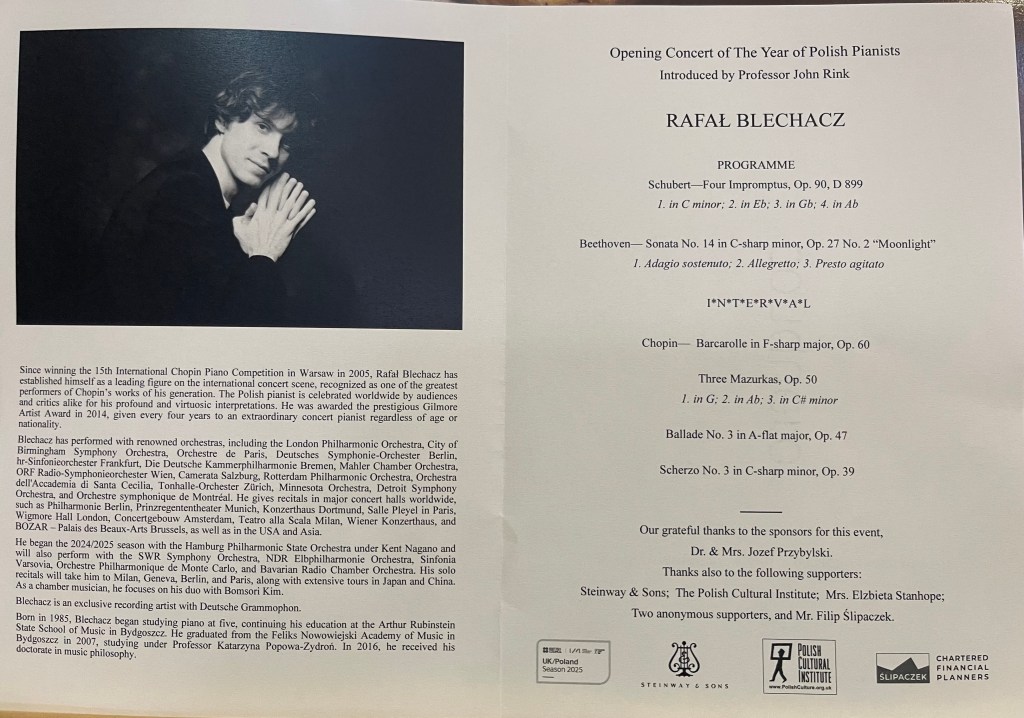 Since winning the 15th International Chopin Piano Competition in Warsaw in 2005, Rafał Blechacz has
established himself as a leading figure on the international concert scene, recognized as one of the greatest
performers of Chopin's works of his generation. The Polish pianist is celebrated worldwide by audiences
and critics alike for his profound and virtuosic interpretations. He was awarded the prestigious Gilmore
Artist Award in 2014, given every four years to an extraordinary concert pianist regardless of age or
nationality.
Blechacz has performed with renowned orchestras, including the London Philharmonic Orchestra, City of
Birmingham Symphony Orchestra, Orchestre de Paris, Deutsches Symphonie-Orchester Berlin,
hr-Sinfonieorchester Frankfurt, Die Deutsche Kammerphilharmonie Bremen, Mahler Chamber Orchestra,
ORF Radio-Symphonieorchester Wien, Camerata Salzburg, Rotterdam Philharmonic Orchestra, Orchestra
dell'Accademia di Santa Cecilia, Tonhalle-Orchester Zürich, Minnesota Orchestra, Detroit Symphony
Orchestra, and Orchestre symphonique de Montréal. He gives recitals in major concert halls worldwide,
such as Philharmonie Berlin, Prinzregententheater Munich, Konzerthaus Dortmund, Salle Pleyel in Paris,
Wigmore Hall London, Concertgebouw Amsterdam, Teatro alla Scala Milan, Wiener Konzerthaus, and
BOZAR – Palais des Beaux-Arts Brussels, as well as in the USA and Asia.
He began the 2024/2025 season with the Hamburg Philharmonic State Orchestra under Kent Nagano and
will also perform with the SWR Symphony Orchestra, NDR Elbphilharmonie Orchestra, Sinfonia
Varsovia, Orchestre Philharmonique de Monte Carlo, and Bavarian Radio Chamber Orchestra. His solo
recitals will take him to Milan, Geneva, Berlin, and Paris, along with extensive tours in Japan and China.
As a chamber musician, he focuses on his duo with Bomsori Kim.
Blechacz is an exclusive recording artist with Deutsche Grammophon.
Born in 1985, Blechacz began studying piano at five, continuing his education at the Arthur Rubinstein
State School of Music in Bydgoszcz. He graduated from the Feliks Nowowiejski Academy of Music in
Bydgoszcz in 2007, studying under Professor Katarzyna Popowa-Zydroń. In 2016, he received his
doctorate in music philosophy.
Opening Concert of The Year of Polish Pianists
Introduced by Professor John Rink
RAFAŁ BLECHACZ
PROGRAMME
Schubert—Four Impromptus, Op. 90, D 899
1. in C minor; 2. in Eb; 3. in Gb; 4. in Ab
Beethoven— Sonata No. 14 in C-sharp minor, Op. 27 No. 2 “Moonlight”
1. Adagio sostenuto; 2. Allegretto; 3. Presto agitato
I*N*T*E*R*V*A*L
Chopin— Barcarolle in F-sharp major, Op. 60
Three Mazurkas, Op. 50
1. in G; 2. in Ab; 3. in C# minor
Ballade No. 3 in A-flat major, Op. 47
Scherzo No. 3 in C-sharp minor, Op. 39
Our grateful thanks to the sponsors for this event,
Dr. & Mrs. Jozef Przybylski.
Thanks also to the following supporters:
Steinway & Sons; The Polish Cultural Institute; Mrs. Elzbieta Stanhope;
Two anonymous supporters, and Mr. Filip Ślipaczek.
UK/Poland
Season 2025
STEINWAY & SONS
POLISH
CULTURAL
INSTITUTE
www.PolishCulture.org.uk
ŚLIPACZEK
CHARTERED
FINANCIAL
PLANNERS